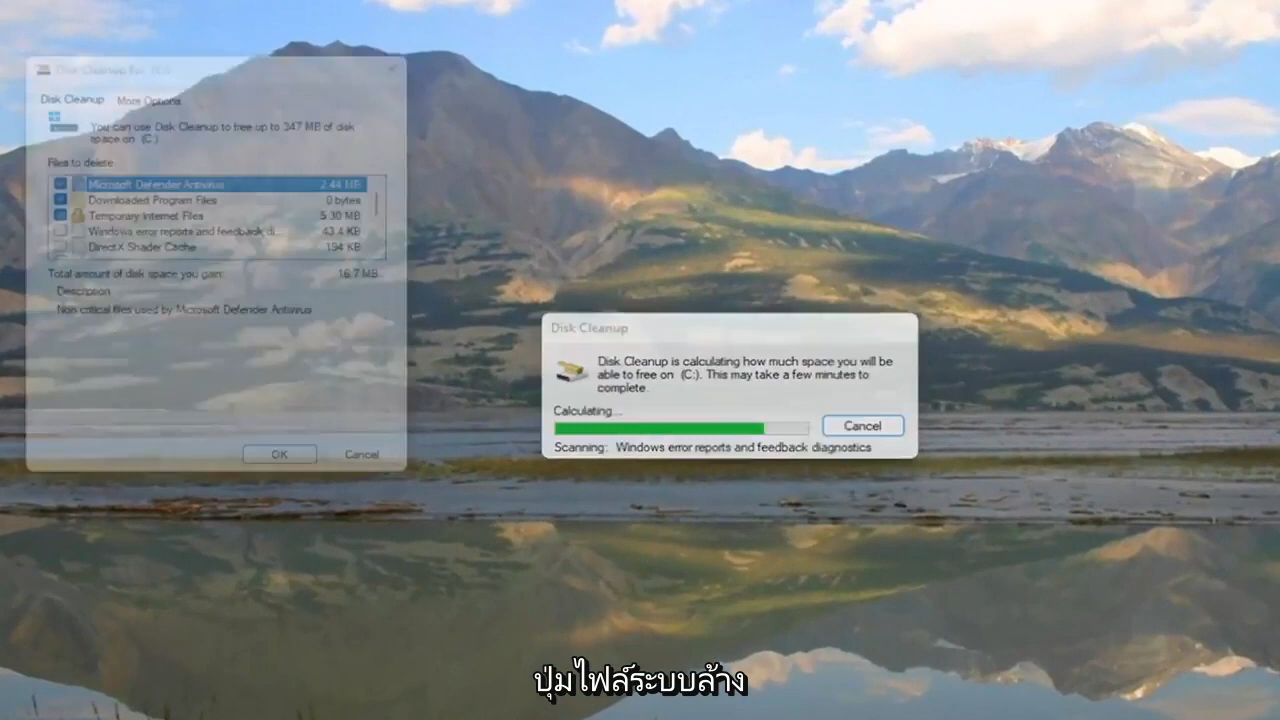 Disk Cleanup for
Disk Cleanup More Options
You can use Disk Cleanup to free up to 347 MB of disk
space on (C:)
Files to delete
Microsoft Defender Antivirus 2.44 MB
Downloaded Program Files 0 bytes
Temporary Internet Files 5.30 MB
Windows error reports and feedback di... 43.4 KB
DirectX Shader Cache 194 KB
Total amount of disk space you gain: 16.7 MB
Description
Non critical files used by Microsoft Defender Antivirus
OK Cancel
Disk Cleanup
Disk Cleanup is calculating how much space you will be
able to free on (C:). This may take a few minutes to
complete.
Calculating...
Cancel
Scanning: Windows error reports and feedback diagnostics
ปุ่มไฟล์ระบบล้าง